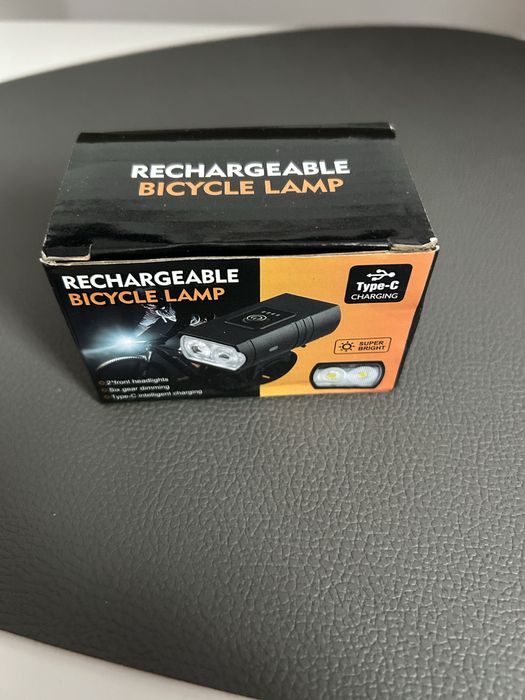 RECHARGEABLE
BICYCLE LAMP
RECHARGEABLE
BICYCLE LAMP
Type-C
CHARGING
SUPER
BRIGHT
2*front headlights
Six gear dimming
Type-C intelligent charging